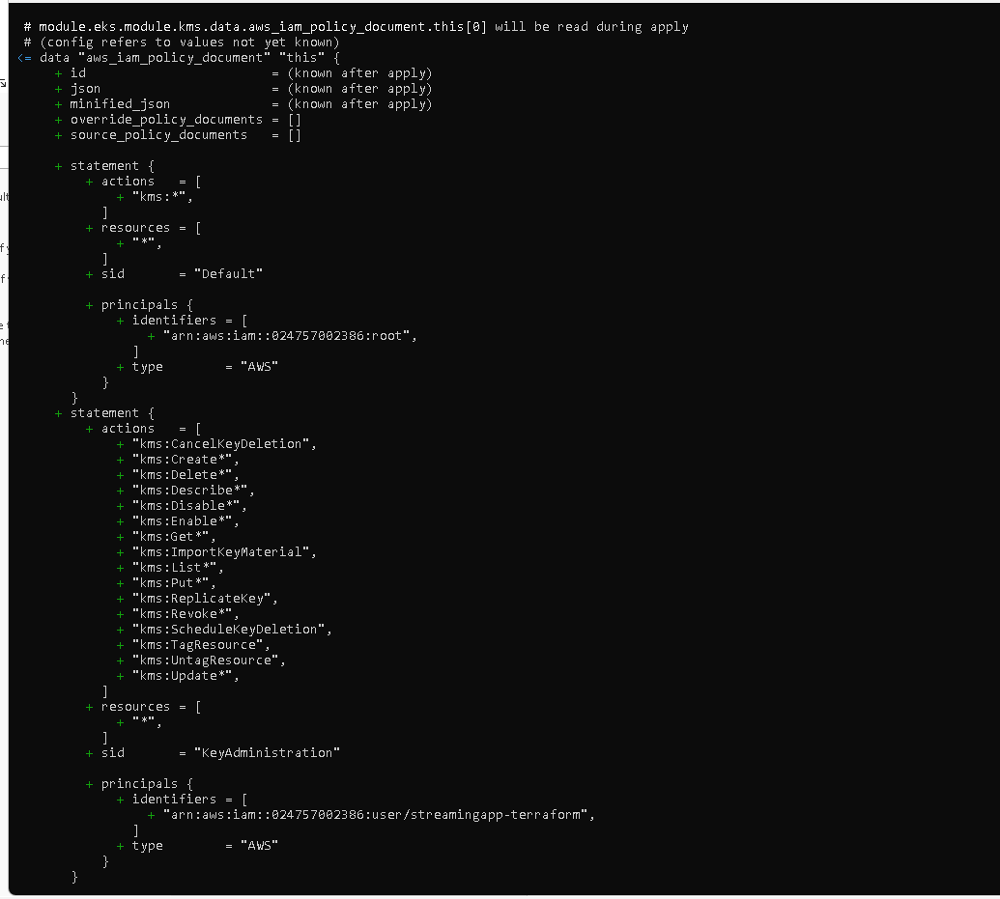 # module.eks.module.kms.data.aws_iam_policy_document.this[0] will be read during apply
# (config refers to values not yet known)
<= data "aws_iam_policy_document" "this" {
+ id = (known after apply)
+ json = (known after apply)
+ minified_json = (known after apply)
+ override_policy_documents = []
+ source_policy_documents = []
+ statement {
+ actions = [
+ "kms:*",
]
+ resources = [
+ "*",
]
+ sid = "Default"
+ principals {
+ identifiers = [
+ "arn:aws:iam::024757002386:root",
]
+ type = "AWS"
}
}
+ statement {
+ actions = [
+ "kms:CancelKeyDeletion",
+ "kms:Create*",
+ "kms:Delete*",
+ "kms:Describe*",
+ "kms:Disable*",
+ "kms:Enable*",
+ "kms:Get*",
+ "kms:ImportKeyMaterial",
+ "kms:List*",
+ "kms:Put*",
+ "kms:ReplicateKey",
+ "kms:Revoke*",
+ "kms:ScheduleKeyDeletion",
+ "kms:TagResource",
+ "kms:UntagResource",
+ "kms:Update*",
]
+ resources = [
+ "*",
]
+ sid = "KeyAdministration"
+ principals {
+ identifiers = [
+ "arn:aws:iam::024757002386:user/streamingapp-terraform",
]
+ type = "AWS"
}
}